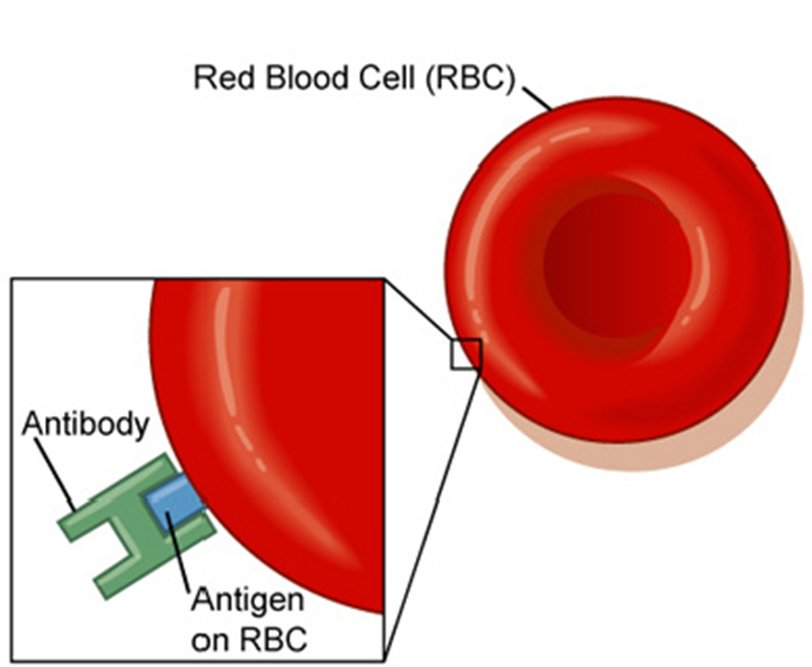 Red Blood Cell (RBC)
Antibody
Antigen
on RBC